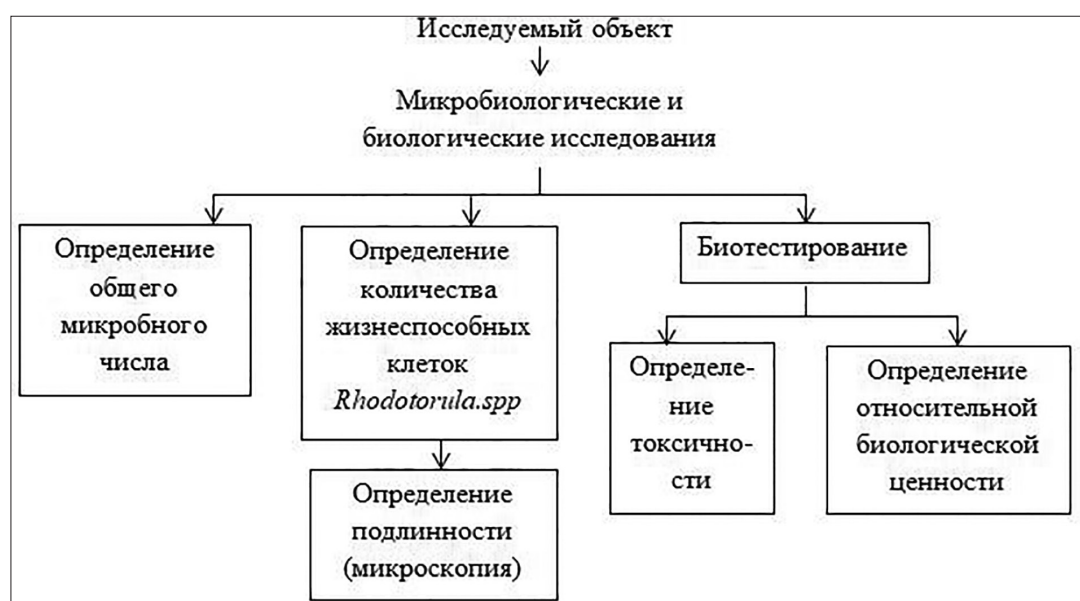 Исследуемый объект
Микробиологические и
биологические исследования
Определение
общего
микробного
числа
Определение
количества
жизнеспособных
клеток
Rhodotorula.spp
Определение
подлинности
(микроскопия)
Биотестирование
Определе-
ние
токсично-
сти
Определение
относительной
биологической
ценности